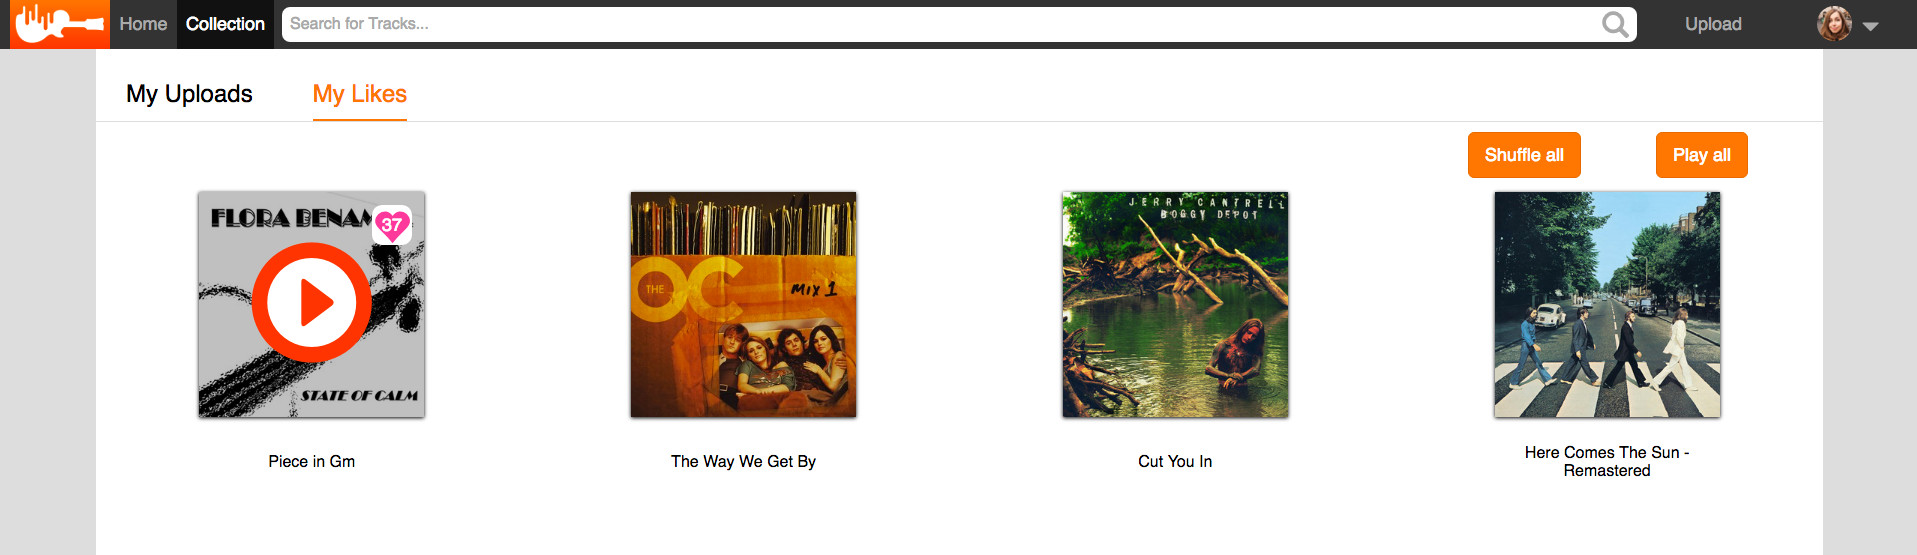 Home
Collection
Search for Tracks...
Upload
My Uploads
My Likes
Shuffle all
Play all
FLORA BENAM
37
STATE OF CALM
THE OC
MIX 1
JERRY CANTRELL
BOGGY DEPOT
Piece in Gm
The Way We Get By
Cut You In
Here Comes The Sun -
Remastered